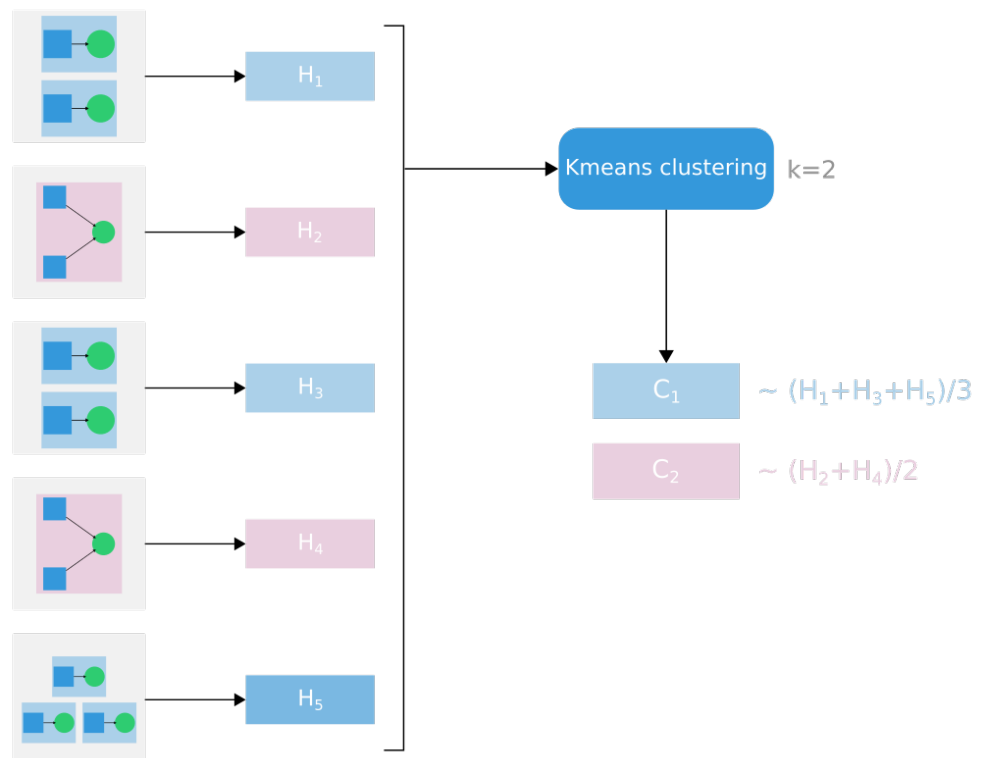 H₁
H₂
H₃
H₄
H₅
Kmeans clustering
k=2
C₁ ~ (H₁+H₃+H₅)/3
C₂ ~ (H₂+H₄)/2